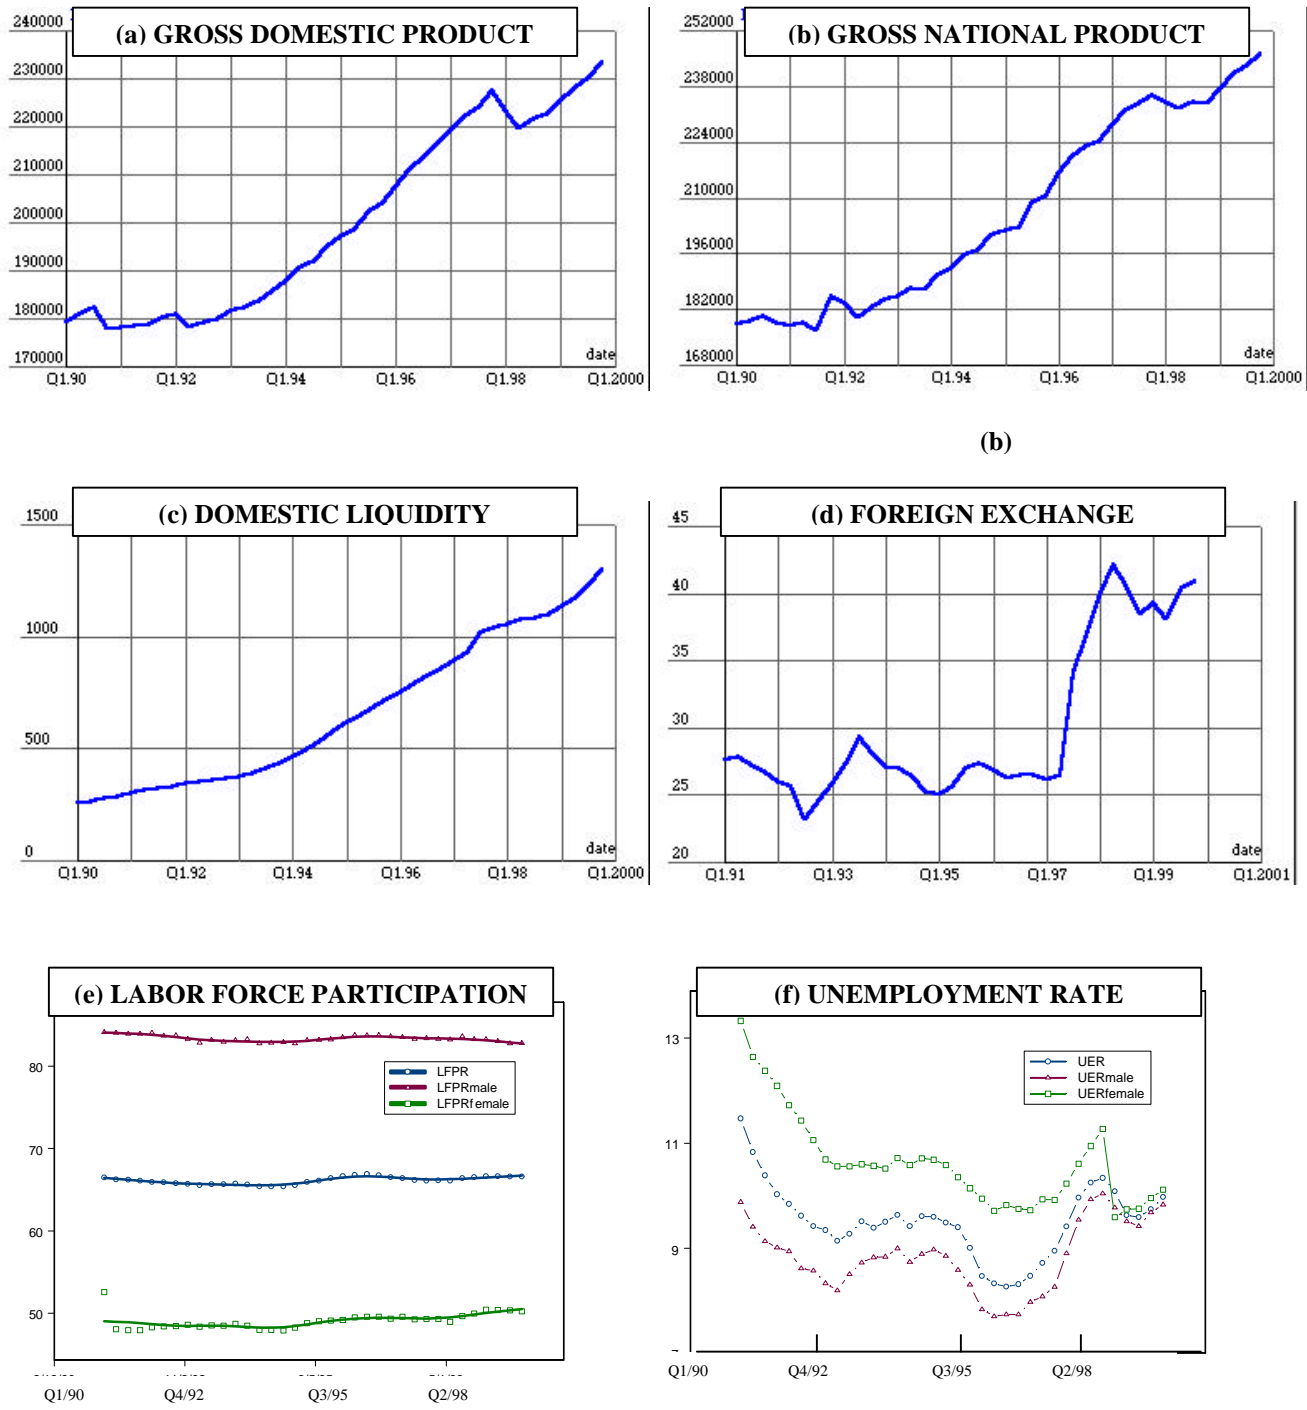 (a) GROSS DOMESTIC PRODUCT
240000
230000
220000
210000
200000
190000
180000
170000
date
Q1.90 Q1.92 Q1.94 Q1.96 Q1.98 Q1.2000
(b) GROSS NATIONAL PRODUCT
252000
238000
224000
210000
196000
182000
168000
date
Q1.90 Q1.92 Q1.94 Q1.96 Q1.98 Q1.2000
(b)
(c) DOMESTIC LIQUIDITY
1500
1000
500
0
date
Q1.90 Q1.92 Q1.94 Q1.96 Q1.98 Q1.2000
(d) FOREIGN EXCHANGE
45
40
35
30
25
20
date
Q1.91 Q1.93 Q1.95 Q1.97 Q1.99 Q1.2001
(e) LABOR FORCE PARTICIPATION
80
70
60
50
LFPR
LFPRmale
LFPRfemale
Q1/90 Q4/92 Q3/95 Q2/98
(f) UNEMPLOYMENT RATE
13
11
9
UER
UERmale
UERfemale
Q1/90 Q4/92 Q3/95 Q2/98